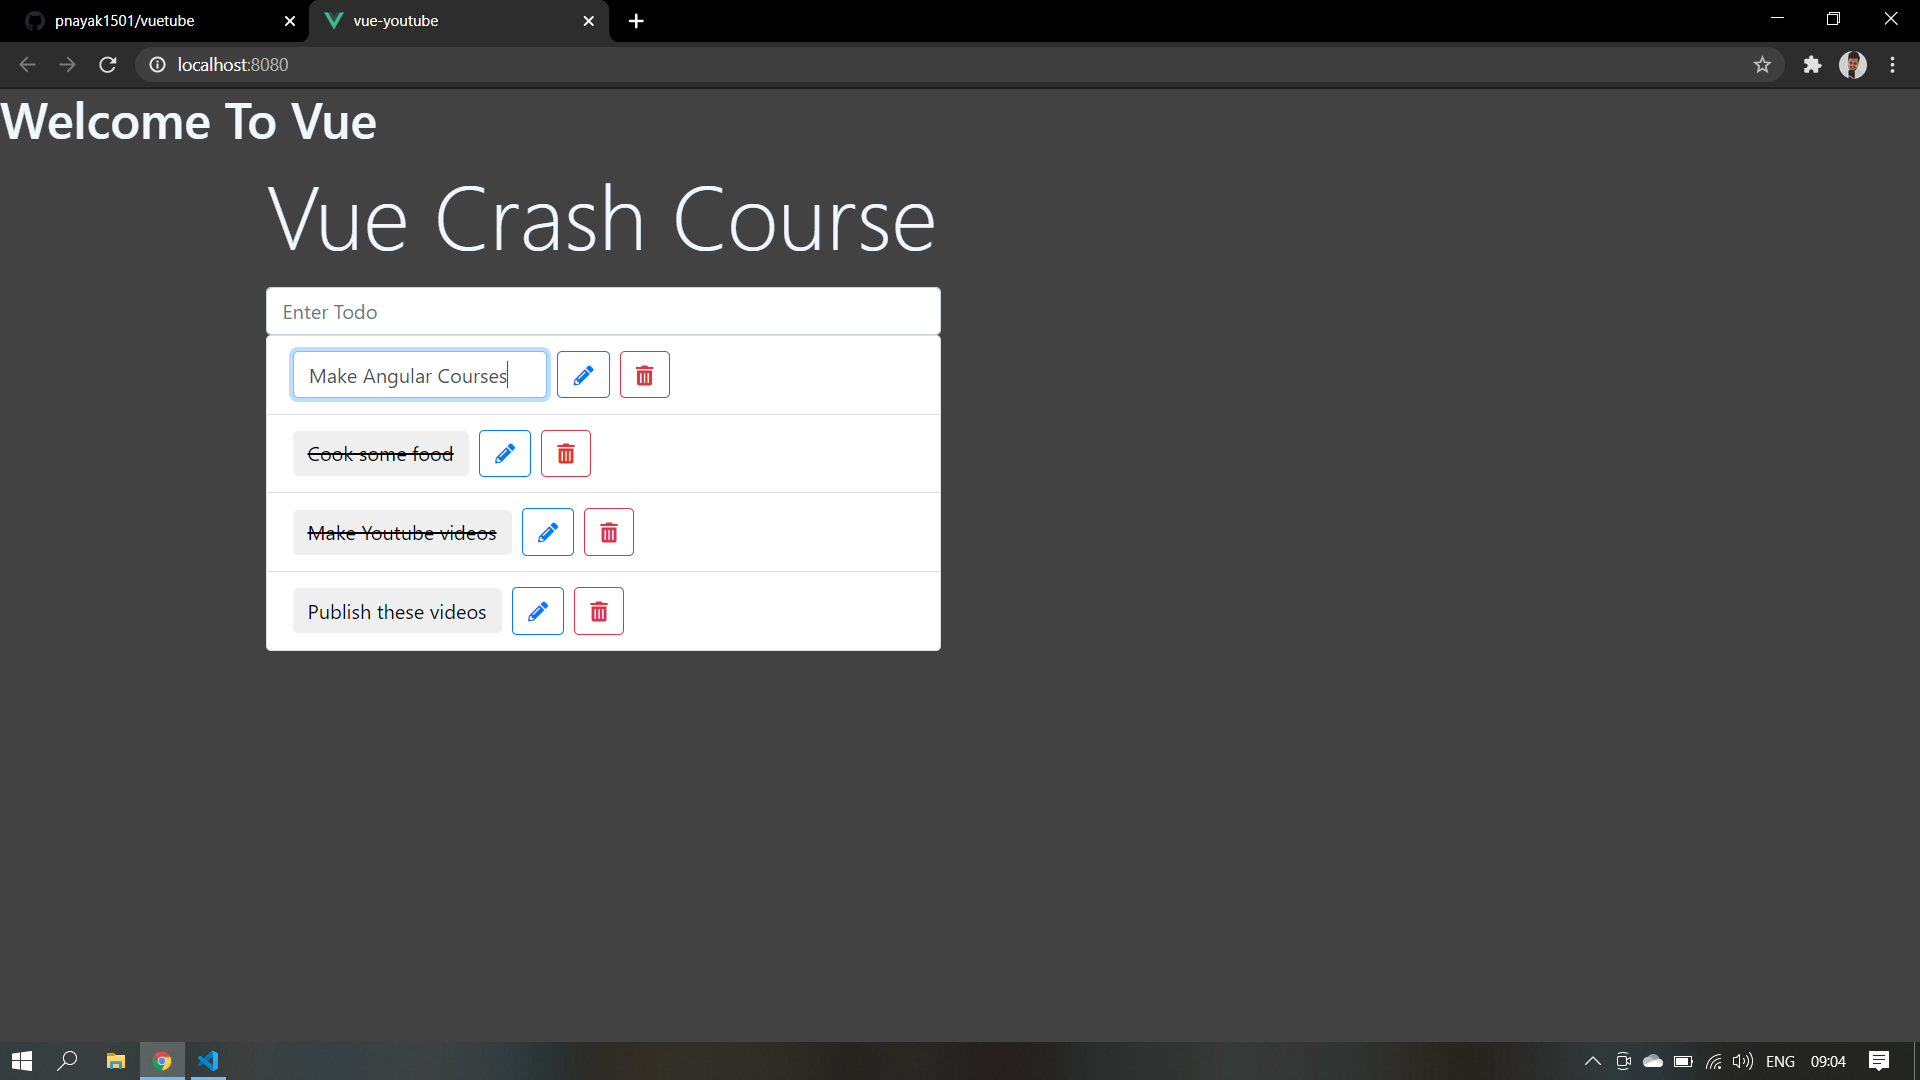 pnayak1501/vuetube
vue-youtube
localhost:8080
Welcome To Vue
Vue Crash Course
Enter Todo
Make Angular Courses
Cook some food
Make Youtube videos
Publish these videos
ENG
09:04